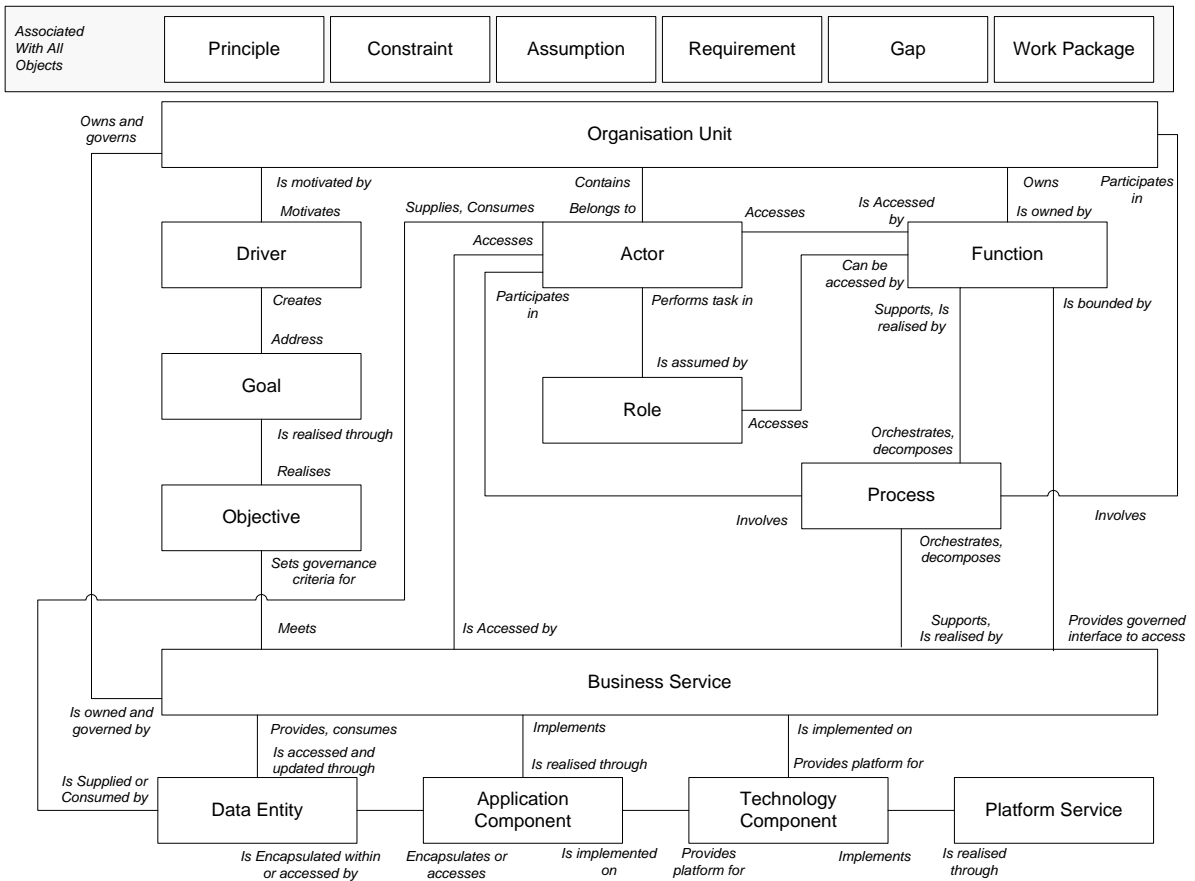 Associated
With All
Objects
Principle
Constraint
Assumption
Requirement
Gap
Work Package
Owns and
governs
Organisation Unit
Is motivated by
Contains
Owns
Participates
in
Motivates
Supplies, Consumes
Belongs to
Accesses
Is Accessed
by
Is owned by
Driver
Accesses
Actor
Function
Can be
accessed by
Creates
Participates
in
Performs task in
Supports, Is
realised by
Is bounded by
Address
Is assumed by
Goal
Role
Accesses
Is realised through
Orchestrates,
decomposes
Realises
Process
Objective
Involves
Involves
Sets governance
criteria for
Orchestrates,
decomposes
Meets
Is Accessed by
Supports,
Is realised by
Provides governed
interface to access
Business Service
Is owned and
governed by
Provides, consumes
Implements
Is implemented on
Is accessed and
updated through
Is realised through
Provides platform for
Is Supplied or
Consumed by
Data Entity
Application
Component
Technology
Component
Platform Service
Is Encapsulated within
or accessed by
Encapsulates or
accesses
Is implemented
on
Provides
platform for
Implements
Is realised
through